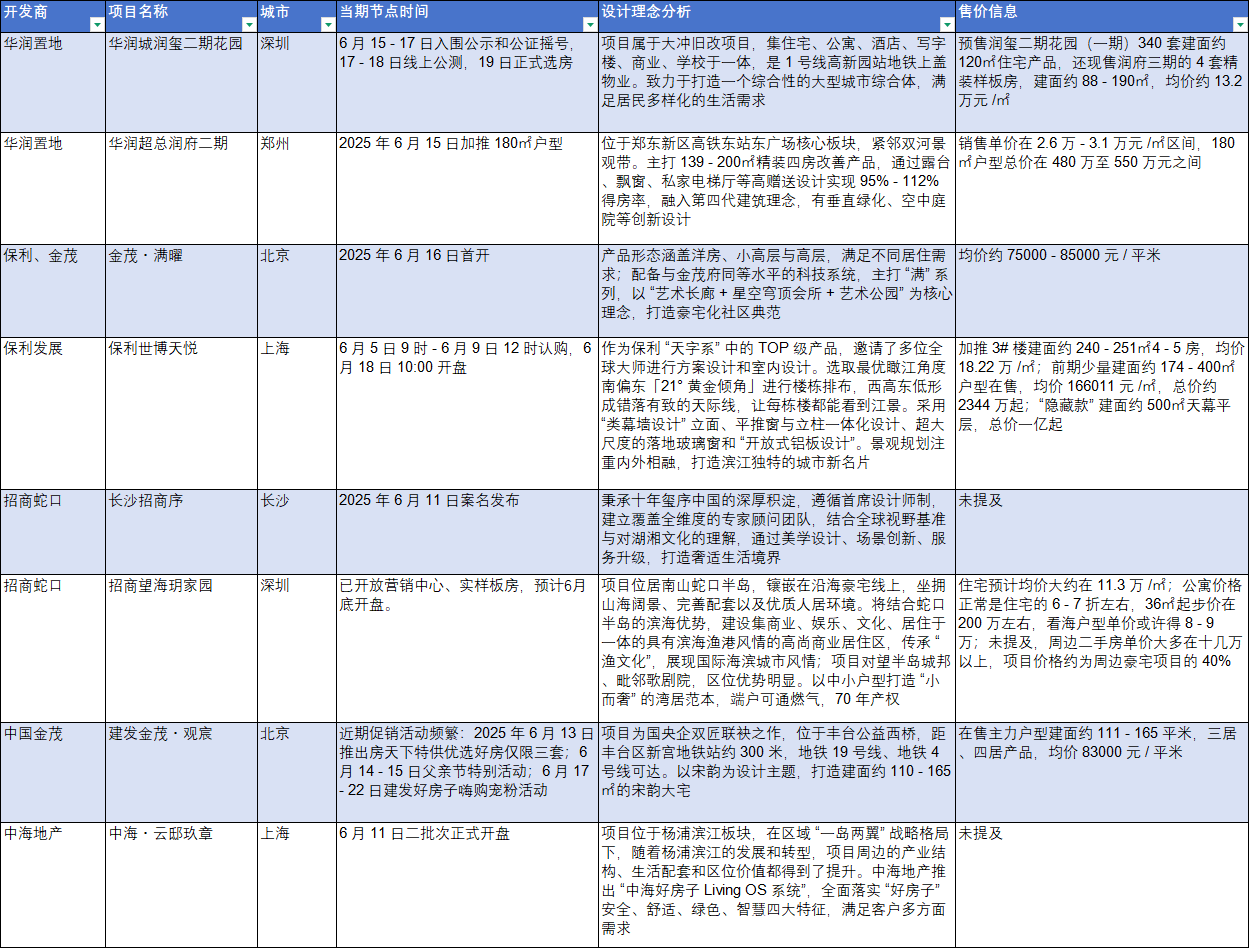 开发商 项目名称 城市 当期节点时间 设计理念分析 售价信息
华润置地
华润城润玺二期花园
深圳
6 月 15 - 17 日入围公示和公证摇号，
17 - 18 日线上公测，19 日正式选房
项目属于大冲旧改项目，集住宅、公寓、酒店、写字
楼、商业、学校于一体，是 1 号线高新园站地铁上盖
物业。致力于打造一个综合性的大型城市综合体，满
足居民多样化的生活需求
预售润玺二期花园（一期）340 套建面约
120㎡住宅产品，还现售润府三期的 4 套精
装样板房，建面约 88 - 190㎡，均价约 13.2
万元 /㎡
华润置地
华润超总润府二期
郑州
2025 年 6 月 15 日加推 180㎡户型
位于郑东新区高铁东站东广场核心板块，紧邻双河景
观带。主打 139 - 200㎡精装四房改善产品，通过露台
、飘窗、私家电梯厅等高赠送设计实现 95% - 112%
得房率，融入第四代建筑理念，有垂直绿化、空中庭
院等创新设计
销售单价在 2.6 万 - 3.1 万元 /㎡区间，180
㎡户型总价在 480 万至 550 万元之间
保利、金茂
金茂・满曜
北京
2025 年 6 月 16 日首开
产品形态涵盖洋房、小高层与高层，满足不同居住需
求；配备与金茂府同等水平的科技系统，主打 “满” 系
列，以 “艺术长廊 + 星空穹顶会所 + 艺术公园” 为核心
理念，打造豪宅化社区典范
均价约 75000 - 85000 元 / 平米
保利发展
保利世博天悦
上海
6 月 5 日 9 时 - 6 月 9 日 12 时认购，6
月 18 日 10:00 开盘
作为保利 “天字系” 中的 TOP 级产品，邀请了多位全
球大师进行方案设计和室内设计。选取最优瞰江角度
南偏东「21° 黄金倾角」进行楼栋排布，西高东低形
成错落有致的天际线，让每栋楼都能看到江景。采用
“类幕墙设计” 立面、平推窗与立柱一体化设计、超大
尺度的落地玻璃窗和 “开放式铝板设计”。景观规划注
重内外相融，打造滨江独特的城市新名片
加推 3# 楼建面约 240 - 251㎡4 - 5 房，均价
18.22 万 /㎡；前期少量建面约 174 - 400㎡
户型在售，均价 166011 元 /㎡，总价约
2344 万起；“隐藏款” 建面约 500㎡天幕平
层，总价一亿起
招商蛇口
长沙招商序
长沙
2025 年 6 月 11 日案名发布
秉承十年玺序中国的深厚积淀，遵循首席设计师制，
建立覆盖全维度的专家顾问团队，结合全球视野基准
与对湖湘文化的理解，通过美学设计、场景创新、服
务升级，打造奢适生活境界
未提及
招商蛇口
招商望海玥家园
深圳
已开放营销中心、实样板房，预计6月
底开盘。
项目位居南山蛇口半岛，镶嵌在沿海豪宅线上，坐拥
山海阔景、完善配套以及优质人居环境。将结合蛇口
半岛的滨海优势，建设集商业、娱乐、文化、居住于
一体的具有滨海渔港风情的高尚商业居住区，传承 “
渔文化”，展现国际海滨城市风情；项目对望半岛城邦
、毗邻歌剧院，区位优势明显。以中小户型打造 “小
而奢” 的湾居范本，端户可通燃气，70 年产权
住宅预计均价大约在 11.3 万 /㎡；公寓价格
正常是住宅的 6 - 7 折左右，36㎡起步价在
200 万左右，看海户型单价或许得 8 - 9
万；未提及，周边二手房单价大多在十几万
以上，项目价格约为周边豪宅项目的 40%
中国金茂
建发金茂・观宸
北京
近期促销活动频繁：2025 年 6 月 13 日
推出房天下特供优选好房仅限三套；6
月 14 - 15 日父亲节特别活动；6 月 17
- 22 日建发好房子嗨购宠粉活动
项目为国央企双匠联袂之作，位于丰台公益西桥，距
丰台区新宫地铁站约 300 米，地铁 19 号线、地铁 4
号线可达。以宋韵为设计主题，打造建面约 110 - 165
㎡的宋韵大宅
在售主力户型建面约 111 - 165 平米，三居
、四居产品，均价 83000 元 / 平米
中海地产
中海・云邸玖章
上海
6 月 11 日二批次正式开盘
项目位于杨浦滨江板块，在区域 “一岛两翼” 战略格局
下，随着杨浦滨江的发展和转型，项目周边的产业结
构、生活配套和区位价值都得到了提升。中海地产推
出 “中海好房子 Living OS 系统”，全面落实 “好房子”
安全、舒适、绿色、智慧四大特征，满足客户多方面
需求
未提及